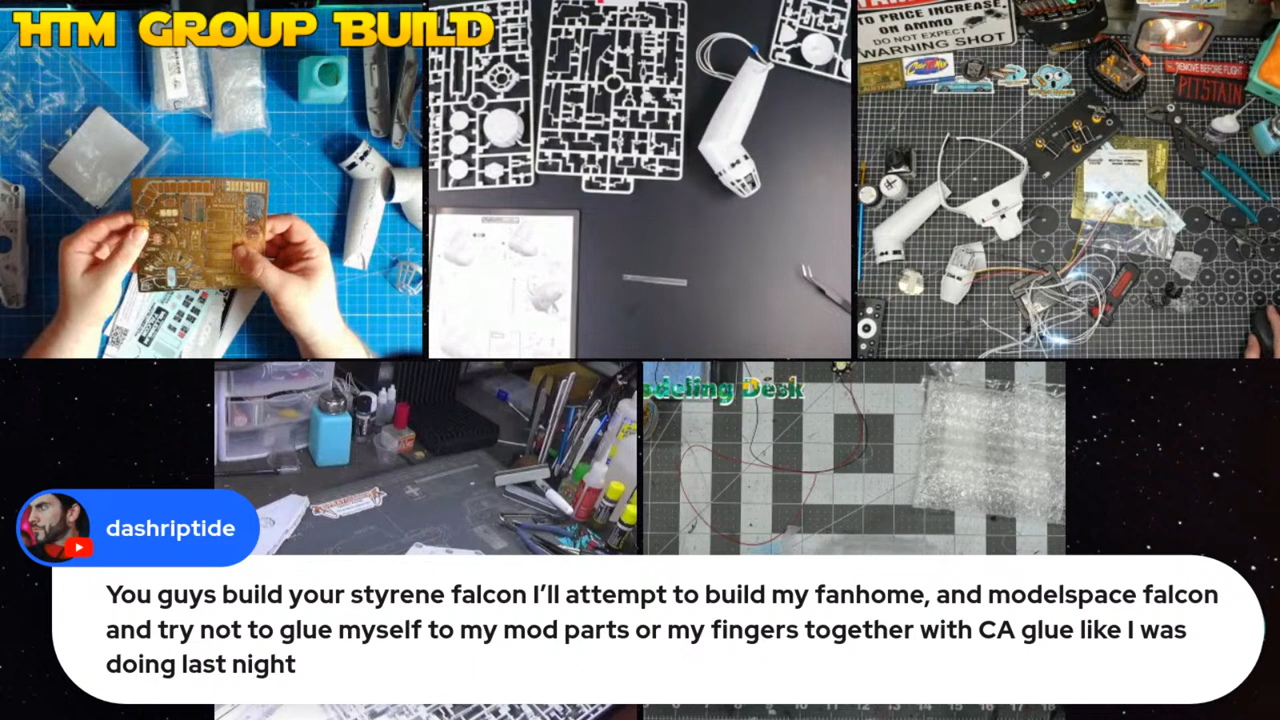 HTM GROUP BUILD
TO PRICE INCREASE,
ON AMMO
DO NOT EXPECT
WARNING SHOT
REMOVE BEFORE FLIGHT
PITSTAIN
deling Desk
dashriptide
You guys build your styrene falcon I’ll attempt to build my fanhome, and modelspace falcon
and try not to glue myself to my mod parts or my fingers together with CA glue like I was
doing last night